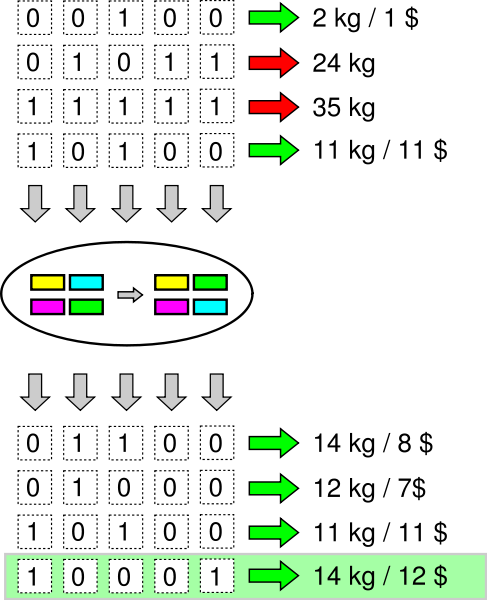 0 0 1 0 0 2 kg / 1 $
0 1 0 1 1 24 kg
1 1 1 1 1 35 kg
1 0 1 0 0 11 kg / 11 $
0 1 1 0 0 14 kg / 8 $
0 1 0 0 0 12 kg / 7$
1 0 1 0 0 11 kg / 11 $
1 0 0 0 1 14 kg / 12 $